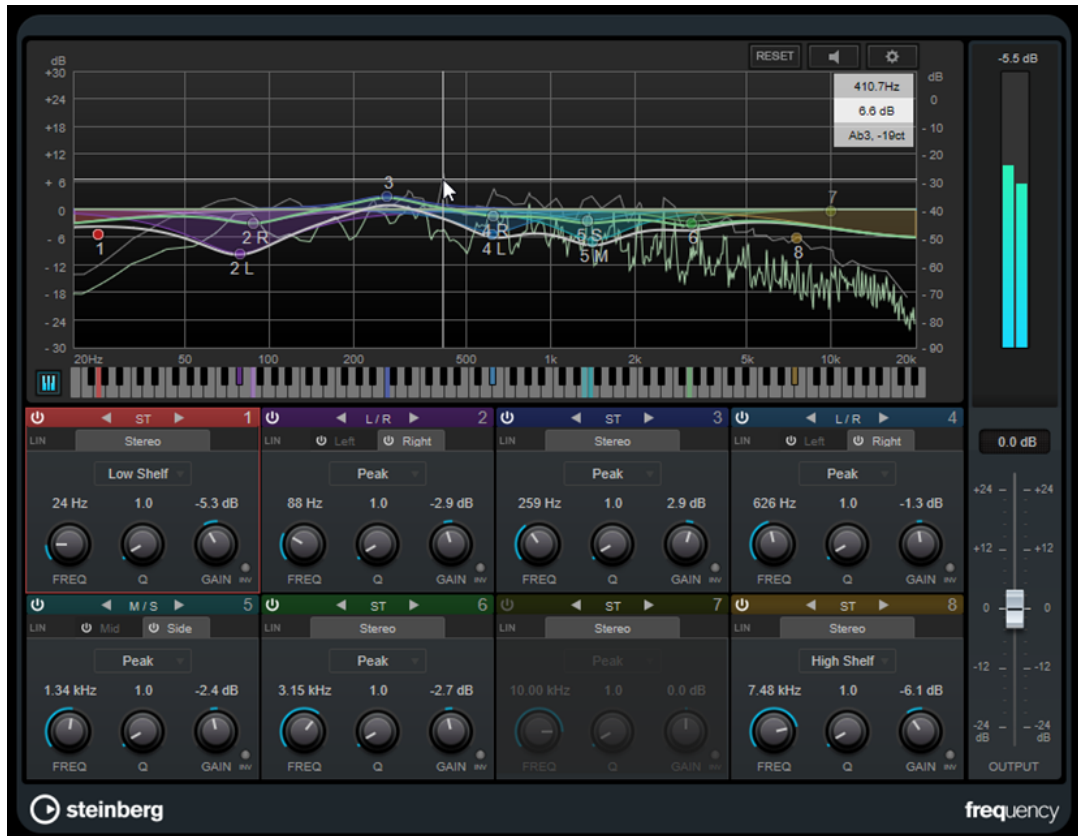 RESET
-5.5 dB
dB
+30
+24
+18
+12
+ 6
0
- 6
- 12
- 18
- 24
- 30
410.7Hz
6.6 dB
Ab3, -19ct
dB
0
- 10
- 20
- 30
- 40
- 50
- 60
- 70
- 80
- 90
1
2 R
2 L
3
4 R
4 L
5 S
5 M
6
7
8
20Hz 50 100 200 500 1k 2k 5k 10k 20k
ST 1
LIN Stereo
Low Shelf
24 Hz 1.0 -5.3 dB
FREQ Q GAIN INV
L / R 2
LIN Left Right
Peak
88 Hz 1.0 -2.9 dB
FREQ Q GAIN INV
ST 3
LIN Stereo
Peak
259 Hz 1.0 2.9 dB
FREQ Q GAIN INV
L / R 4
LIN Left Right
Peak
626 Hz 1.0 -1.3 dB
FREQ Q GAIN INV
M / S 5
LIN Mid Side
Peak
1.34 kHz 1.0 -2.4 dB
FREQ Q GAIN INV
ST 6
LIN Stereo
Peak
3.15 kHz 1.0 -2.7 dB
FREQ Q GAIN INV
ST 7
LIN Stereo
Peak
10.00 kHz 1.0 0.0 dB
FREQ Q GAIN INV
ST 8
LIN Stereo
High Shelf
7.48 kHz 1.0 -6.1 dB
FREQ Q GAIN INV
0.0 dB
+24 +24
+12 +12
0 0
-12 -12
-24 -24
dB dB
OUTPUT
steinberg
frequency